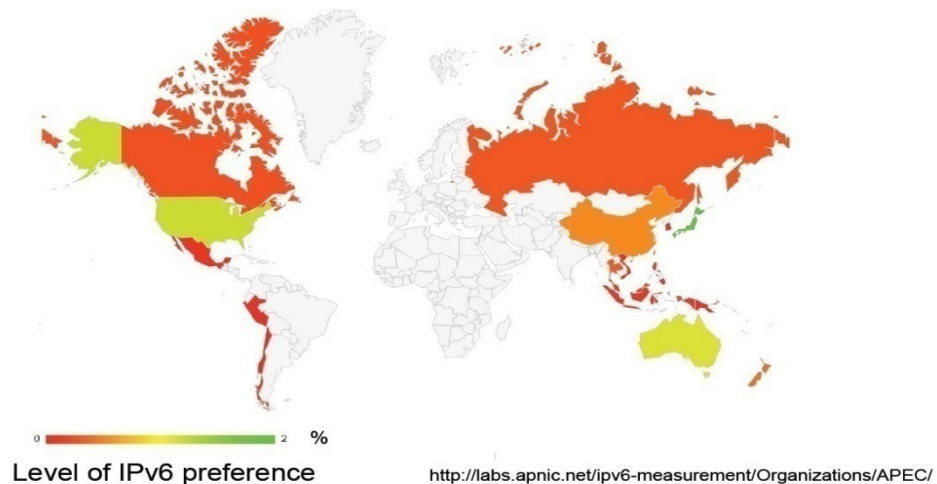 0 2 %
Level of IPv6 preference
http://labs.apnic.net/ipv6-measurement/Organizations/APEC/